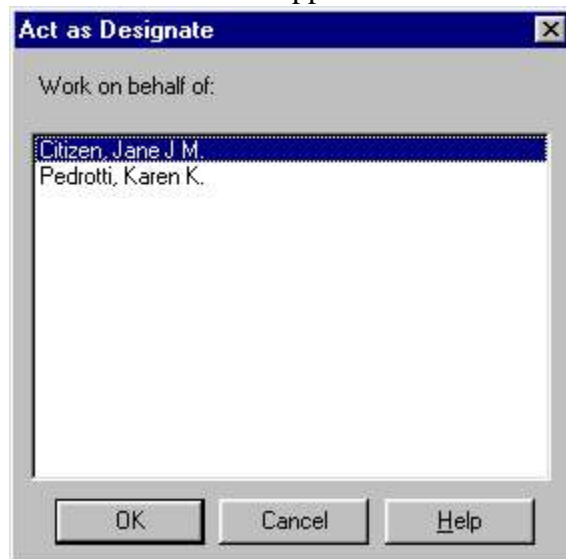 Act as Designate
Work on behalf of:
Citizen, Jane J M.
Pedrotti, Karen K.
OK Cancel Help